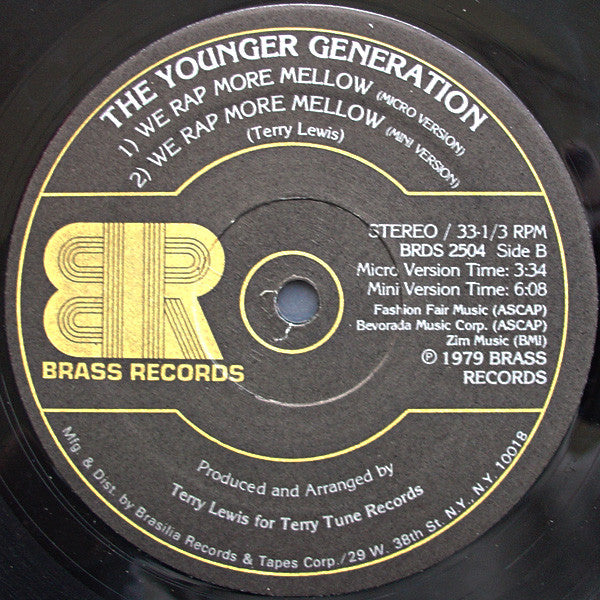 THE YOUNGER GENERATION
1) WE RAP MORE MELLOW (MICRO VERSION)
2) WE RAP MORE MELLOW (MINI VERSION)
(Terry Lewis)
STEREO / 33-1/3 RPM
BRDS 2504 Side B
Micro Version Time: 3:34
Mini Version Time: 6:08
Fashion Fair Music (ASCAP)
Bevorada Music Corp. (ASCAP)
Zim Music (BMI)
℗ 1979 BRASS
RECORDS
BR
BRASS RECORDS
Produced and Arranged by
Terry Lewis for Terry Tune Records
Mfg. & Dist. by Brasilia Records & Tapes Corp./29 W. 38th St. N.Y., N.Y. 10018